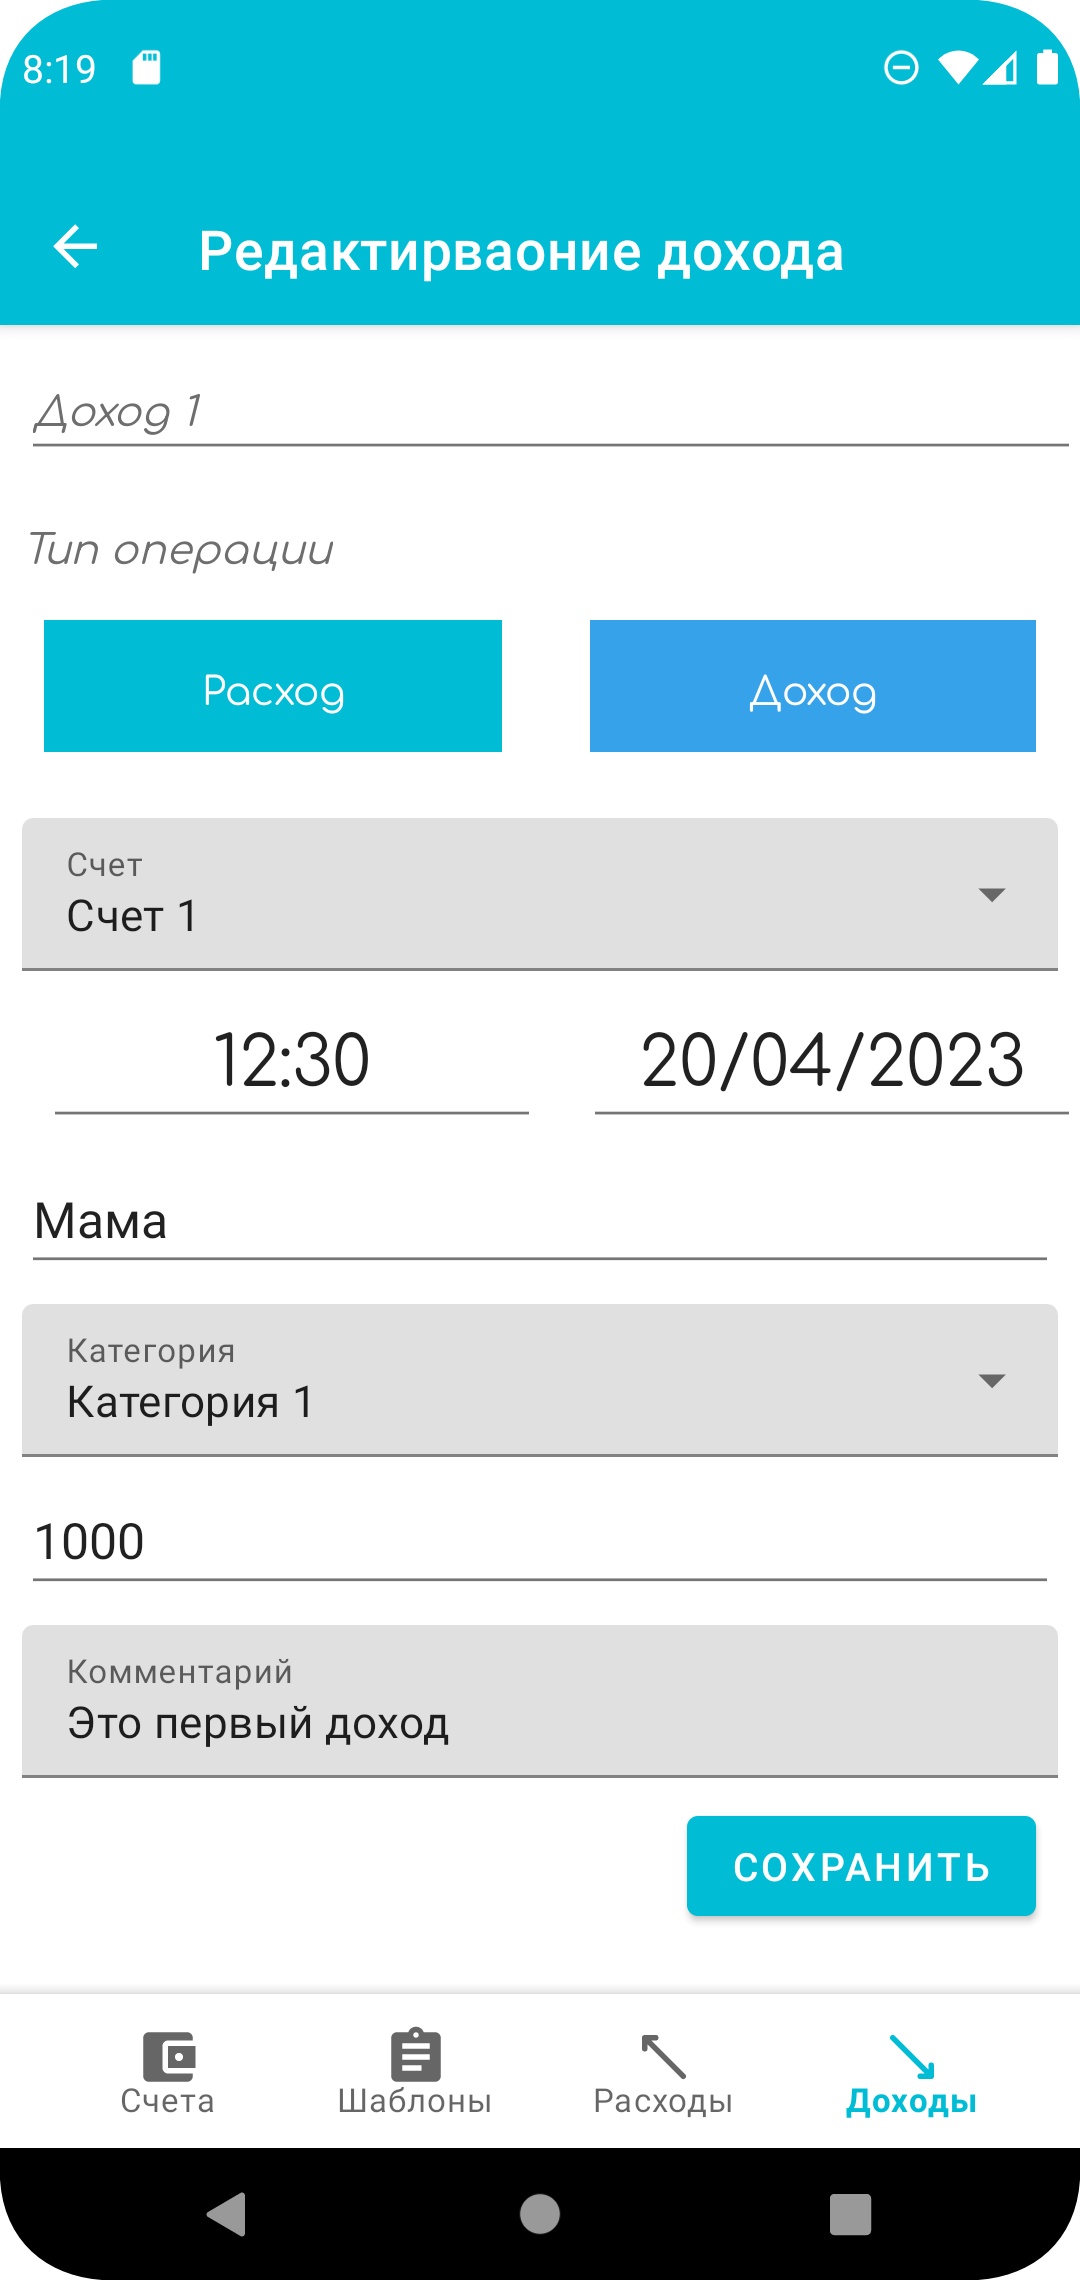 8:19
Редактирваоние дохода
Доход 1
Тип операции
Расход Доход
Счет
Счет 1
12:30 20/04/2023
Мама
Категория
Категория 1
1000
Комментарий
Это первый доход
СОХРАНИТЬ
Счета Шаблоны Расходы Доходы